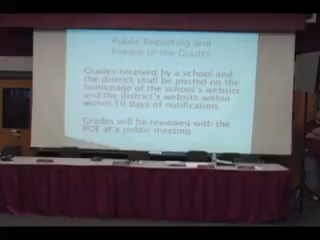 Public Reporting and
Review of the Grades
Grades received by a school and
the district shall be posted on the
homepage of the school's website
and the district's website within
within 10 days of notification.
Grades will be reviewed with the
BOE at a public meeting.